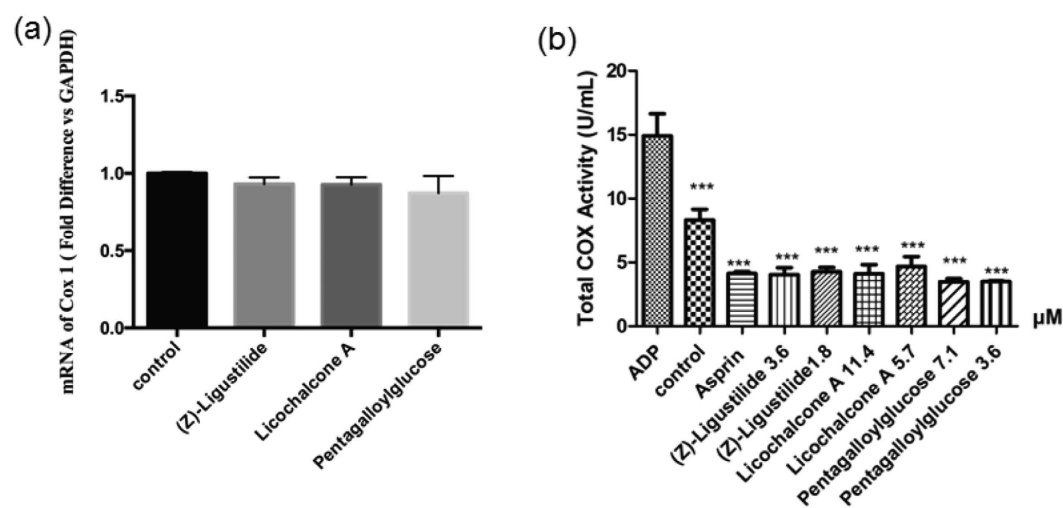 (a)
mRNA of Cox 1 ( Fold Difference vs GAPDH)
1.5
1.0
0.5
0.0
control
(Z)-Ligustilide
Licochalcone A
Pentagalloylglucose
(b)
Total COX Activity (U/mL)
20
15
10
5
0
***
***
***
***
***
***
***
***
ADP
control
Asprin
(Z)-Ligustilide 3.6
(Z)-Ligustilide1.8
Licochalcone A 11.4
Licochalcone A 5.7
Pentagalloylglucose 7.1
Pentagalloylglucose 3.6
μM